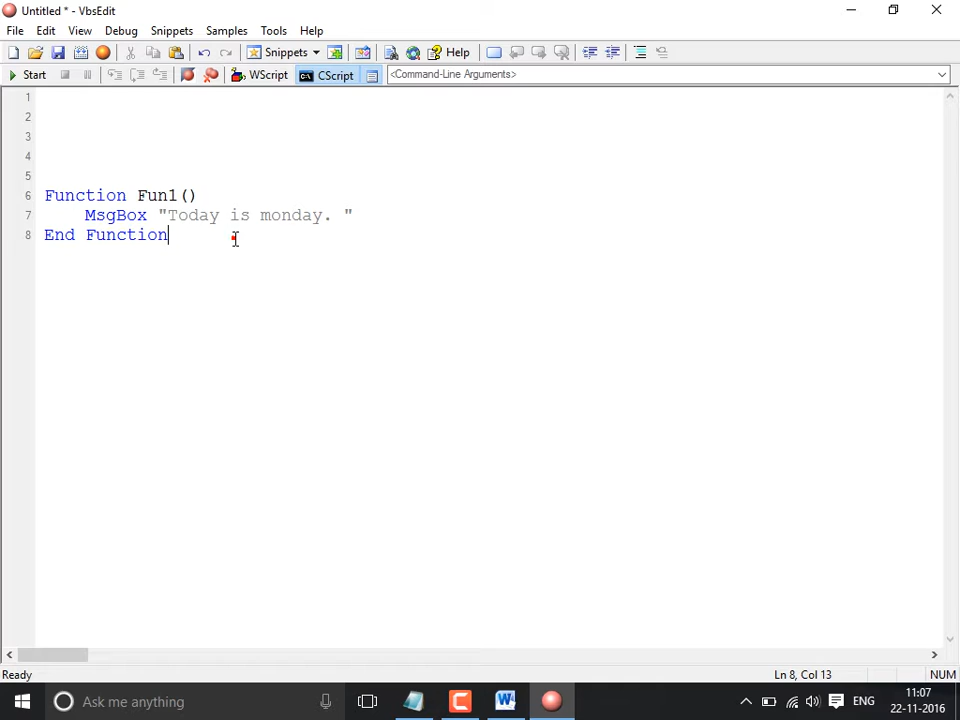 Untitled * - VbsEdit
File Edit View Debug Snippets Samples Tools Help
Snippets Help
Start WScript CScript <Command-Line Arguments>
1
2
3
4
5
6 Function Fun1()
7 MsgBox "Today is monday. "
8 End Function
Ready Ln 8, Col 13 NUM
Ask me anything ENG 11:07
22-11-2016